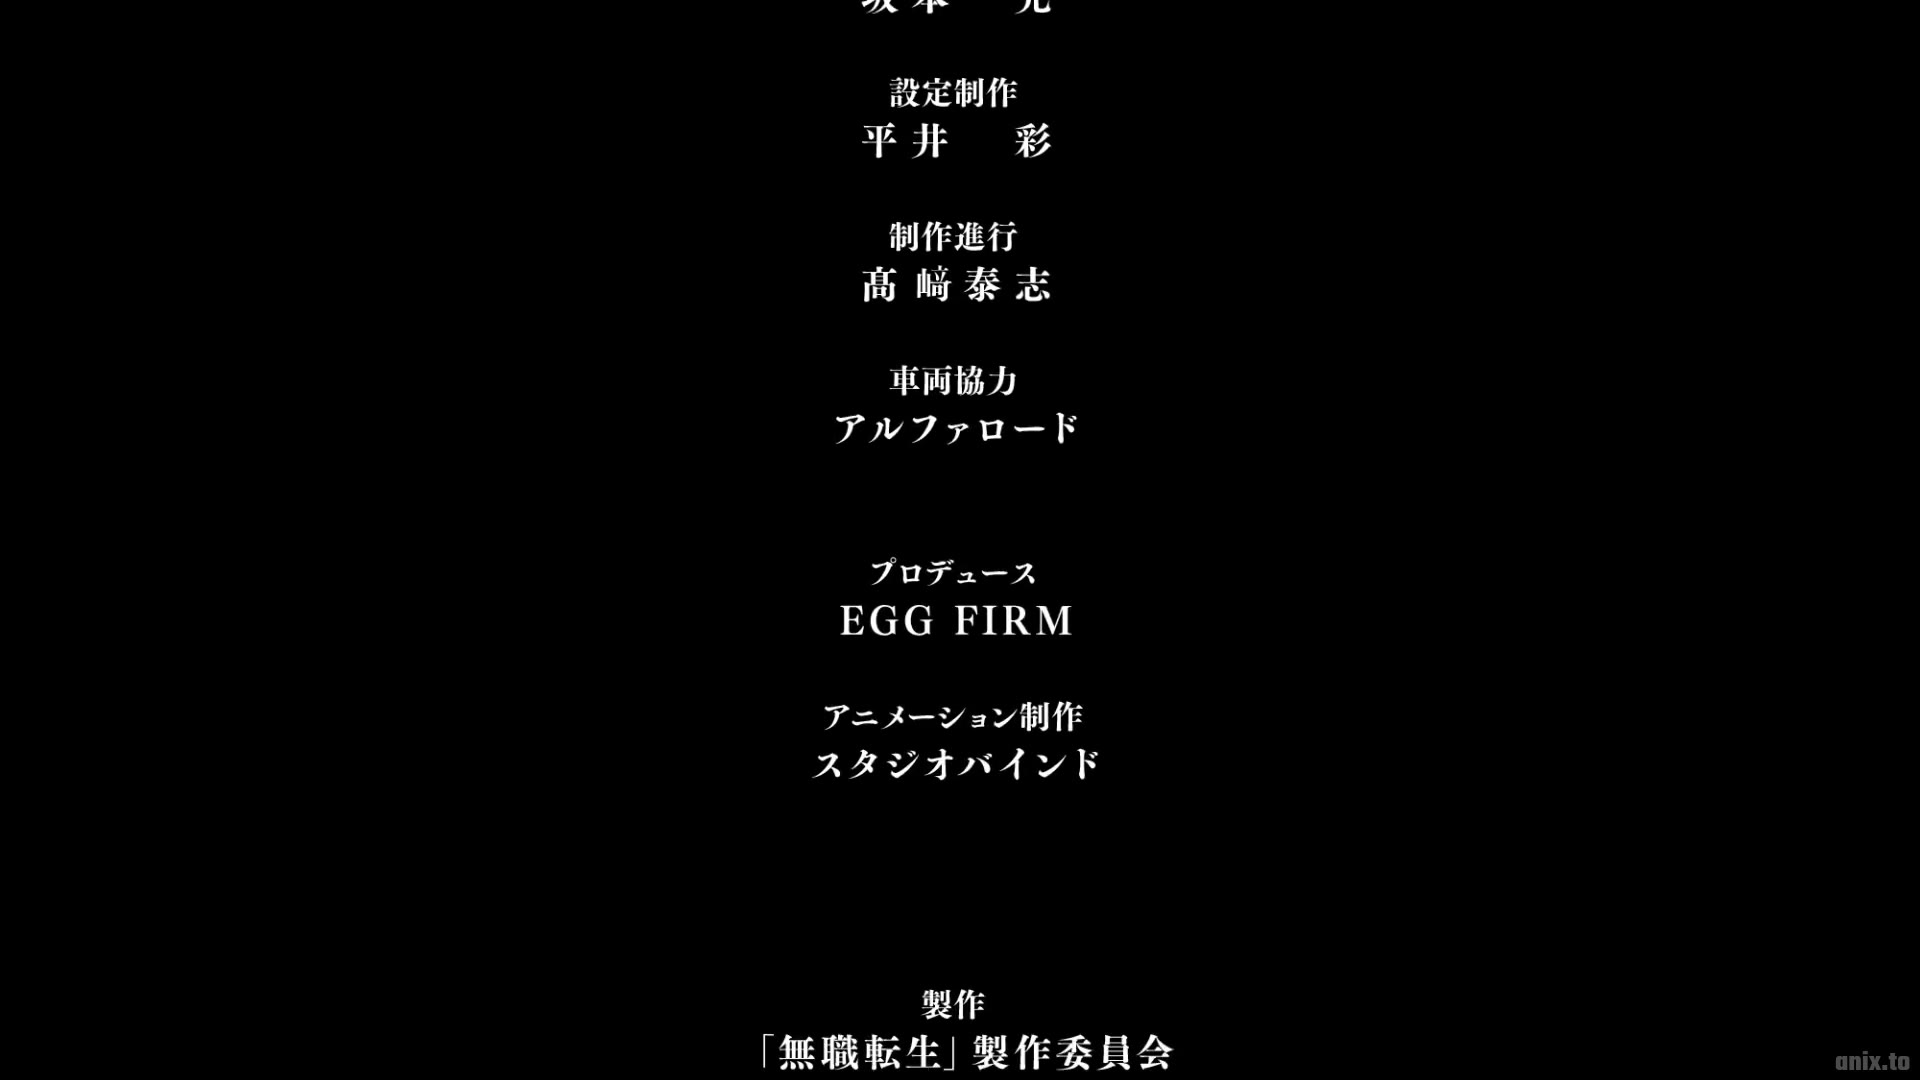 設定制作
平井 彩
制作進行
髙﨑泰志
車両協力
アルファロード
プロデュース
EGG FIRM
アニメーション制作
スタジオバインド
製作
「無職転生」製作委員会
anix.to